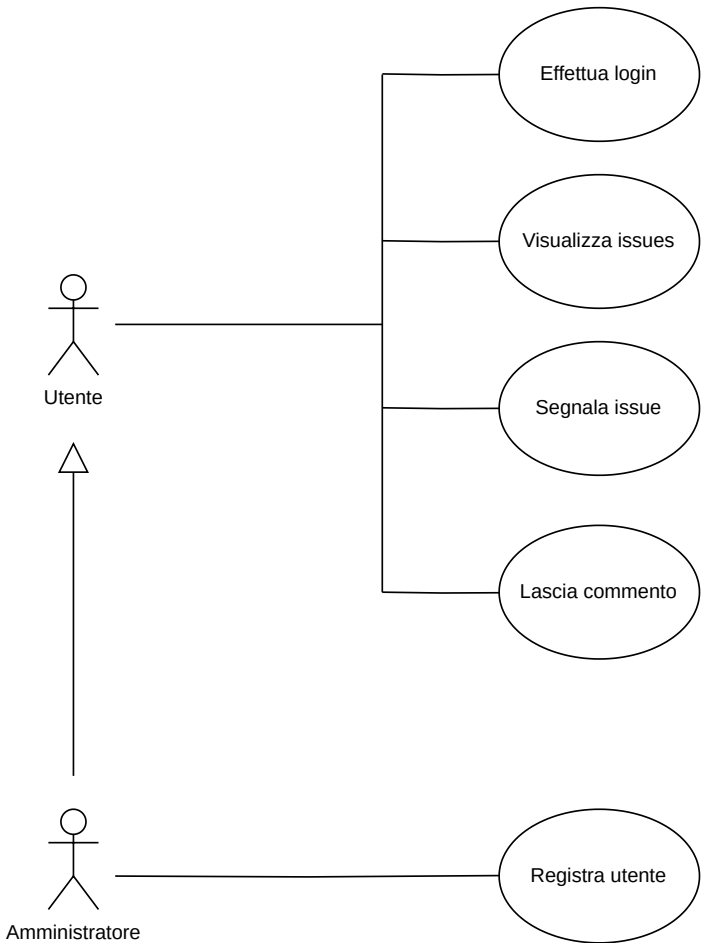 Effettua login
Visualizza issues
Utente
Segnala issue
Lascia commento
Registra utente
Amministratore